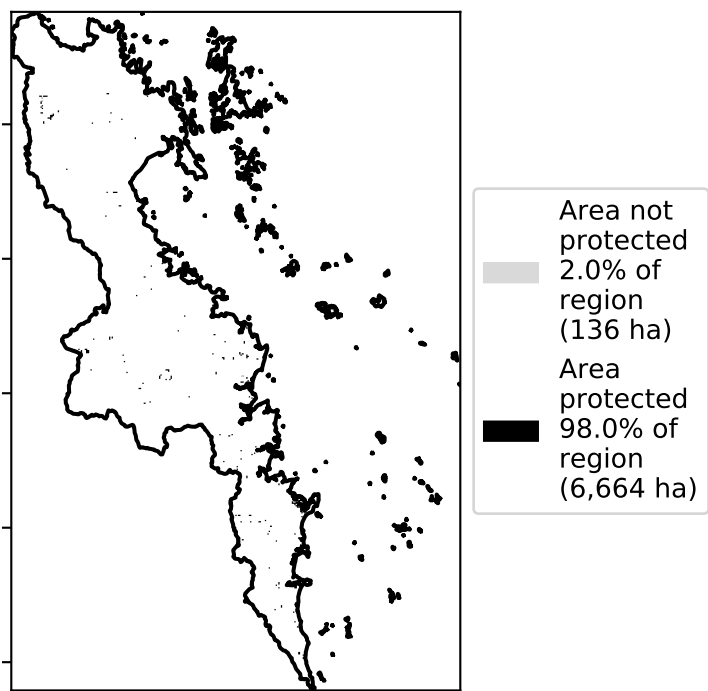 Area not
protected
2.0% of
region
(136 ha)
Area
protected
98.0% of
region
(6,664 ha)